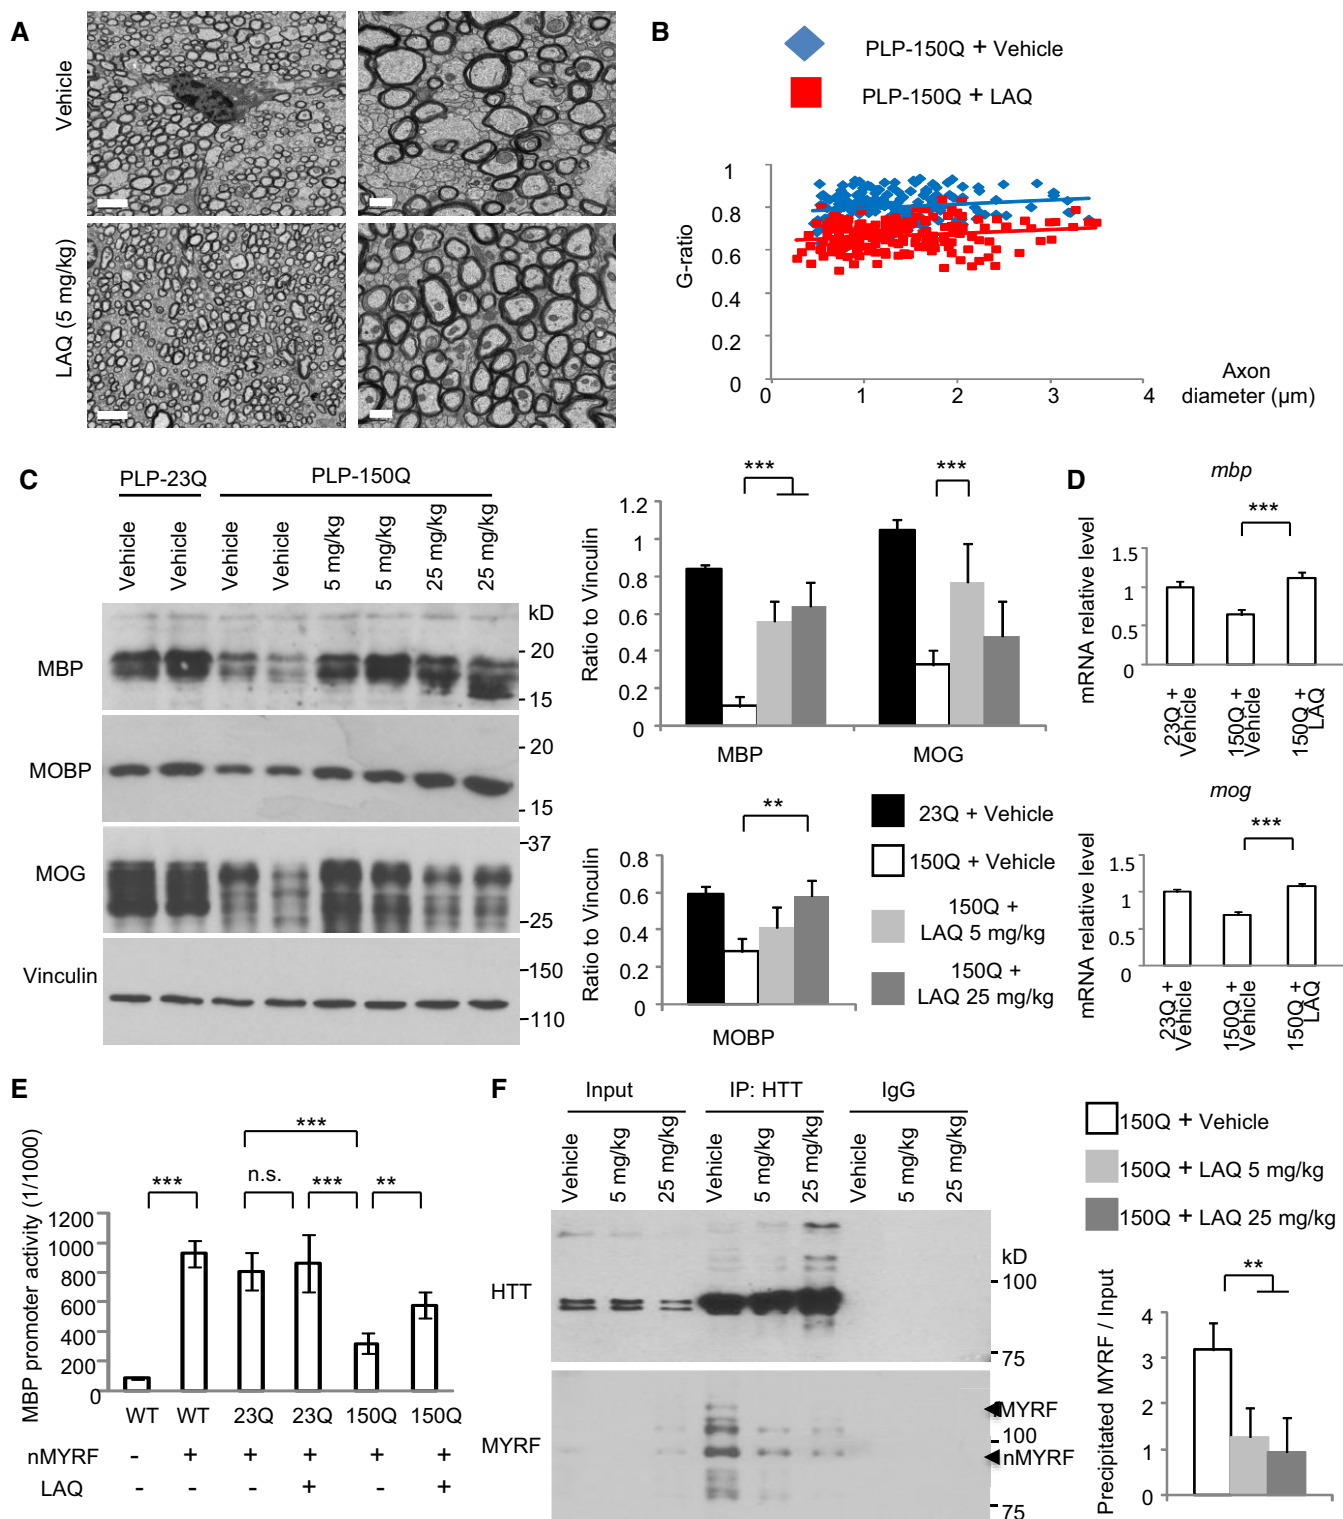 A
Vehicle
LAQ (5 mg/kg)
B
PLP-150Q + Vehicle
PLP-150Q + LAQ
G-ratio
1
0.8
0.6
0.4
0.2
0
0 1 2 3 4
Axon
diameter (µm)
C
PLP-23Q PLP-150Q
Vehicle Vehicle Vehicle Vehicle 5 mg/kg 5 mg/kg 25 mg/kg 25 mg/kg
kD
MBP
20
15
MOBP
20
15
MOG
37
25
Vinculin
150
110
*** ***
Ratio to Vinculin
1.2
1
0.8
0.6
0.4
0.2
0
MBP MOG
**
Ratio to Vinculin
0.8
0.6
0.4
0.2
0
MOBP
23Q + Vehicle
150Q + Vehicle
150Q +
LAQ 5 mg/kg
150Q +
LAQ 25 mg/kg
D
mbp
***
mRNA relative level
1.5
1
0.5
0
23Q +
Vehicle
150Q +
Vehicle
150Q +
LAQ
mog
***
mRNA relative level
1.5
1
0.5
0
23Q +
Vehicle
150Q +
Vehicle
150Q +
LAQ
E
***
*** n.s. *** **
MBP promoter activity (1/1000)
1200
1000
800
600
400
200
0
WT WT 23Q 23Q 150Q 150Q
nMYRF - + + + + +
LAQ - - - + - +
F
Input IP: HTT IgG
Vehicle 5 mg/kg 25 mg/kg Vehicle 5 mg/kg 25 mg/kg Vehicle 5 mg/kg 25 mg/kg
HTT
kD
100
75
MYRF
MYRF
100
nMYRF
75
150Q + Vehicle
150Q + LAQ 5 mg/kg
150Q + LAQ 25 mg/kg
**
Precipitated MYRF / Input
4
3
2
1
0